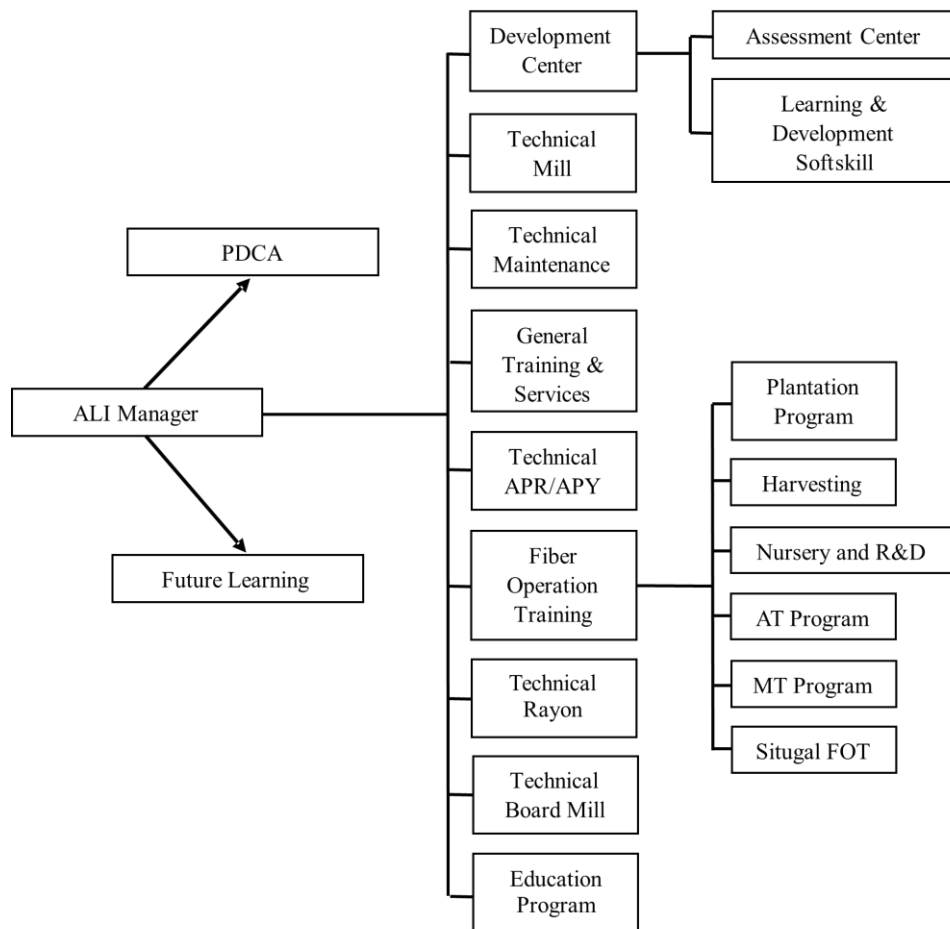 PDCA
ALI Manager
Future Learning
Development
Center
Technical
Mill
Technical
Maintenance
General
Training &
Services
Technical
APR/APY
Fiber
Operation
Training
Technical
Rayon
Technical
Board Mill
Education
Program
Assessment Center
Learning &
Development
Softskill
Plantation
Program
Harvesting
Nursery and R&D
AT Program
MT Program
Situgal FOT